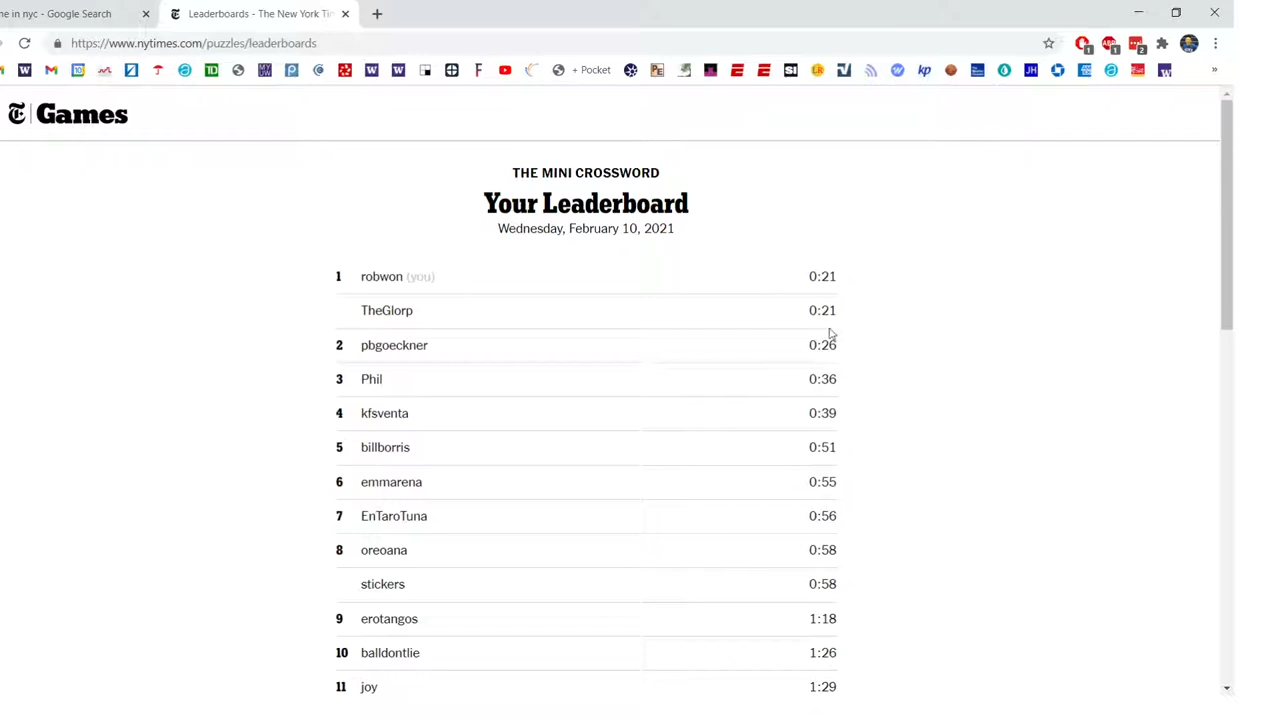 me in nyc - Google Search
Leaderboards - The New York Tim
https://www.nytimes.com/puzzles/leaderboards
+ Pocket
Games
THE MINI CROSSWORD
Your Leaderboard
Wednesday, February 10, 2021
1 robwon (you) 0:21
TheGlorp 0:21
2 pbgoeckner 0:26
3 Phil 0:36
4 kfsventa 0:39
5 billborris 0:51
6 emmarena 0:55
7 EnTaroTuna 0:56
8 oreoana 0:58
stickers 0:58
9 erotangos 1:18
10 balldontlie 1:26
11 joy 1:29